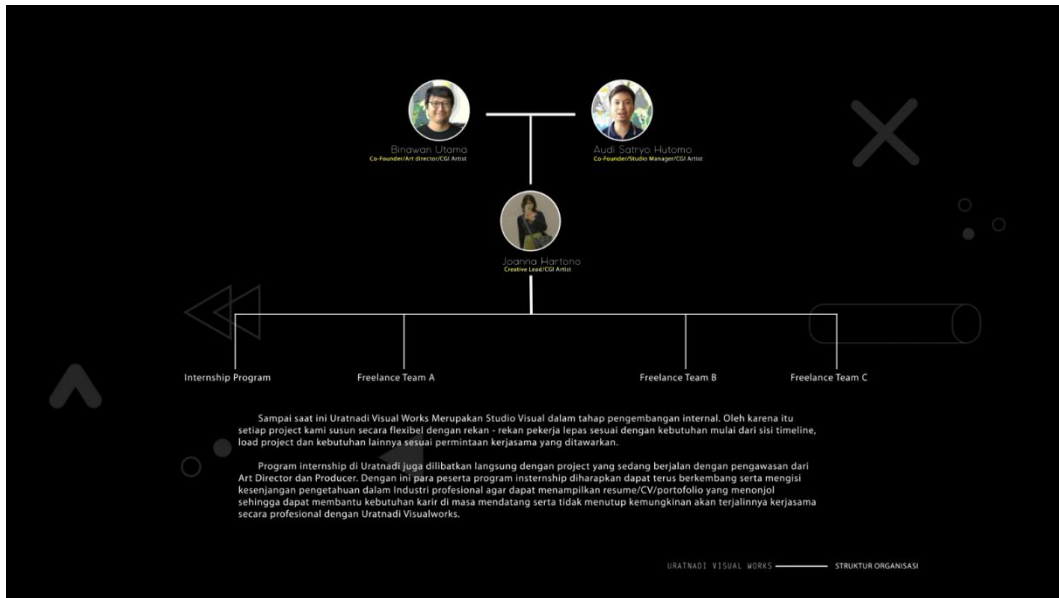 Binawan Utama
Co-Founder/Art director/CGI Artist
Audi Satryo Hutomo
Co-Founder/Studio Manager/CGI Artist
Joanna Hartono
Creative Lead/CGI Artist
Internship Program
Freelance Team A
Freelance Team B
Freelance Team C
Sampai saat ini Uratnadi Visual Works Merupakan Studio Visual dalam tahap pengembangan internal. Oleh karena itu
setiap project kami susun secara flexibel dengan rekan - rekan pekerja lepas sesuai dengan kebutuhan mulai dari sisi timeline,
load project dan kebutuhan lainnya sesuai permintaan kerjasama yang ditawarkan.
Program internship di Uratnadi juga dilibatkan langsung dengan project yang sedang berjalan dengan pengawasan dari
Art Director dan Producer. Dengan ini para peserta program insternship diharapkan dapat terus berkembang serta mengisi
kesenjangan pengetahuan dalam Industri profesional agar dapat menampilkan resume/CV/portofolio yang menonjol
sehingga dapat membantu kebutuhan karir di masa mendatang serta tidak menutup kemungkinan akan terjalinnya kerjasama
secara profesional dengan Uratnadi Visualworks.
URATNADI VISUAL WORKS STRUKTUR ORGANISASI